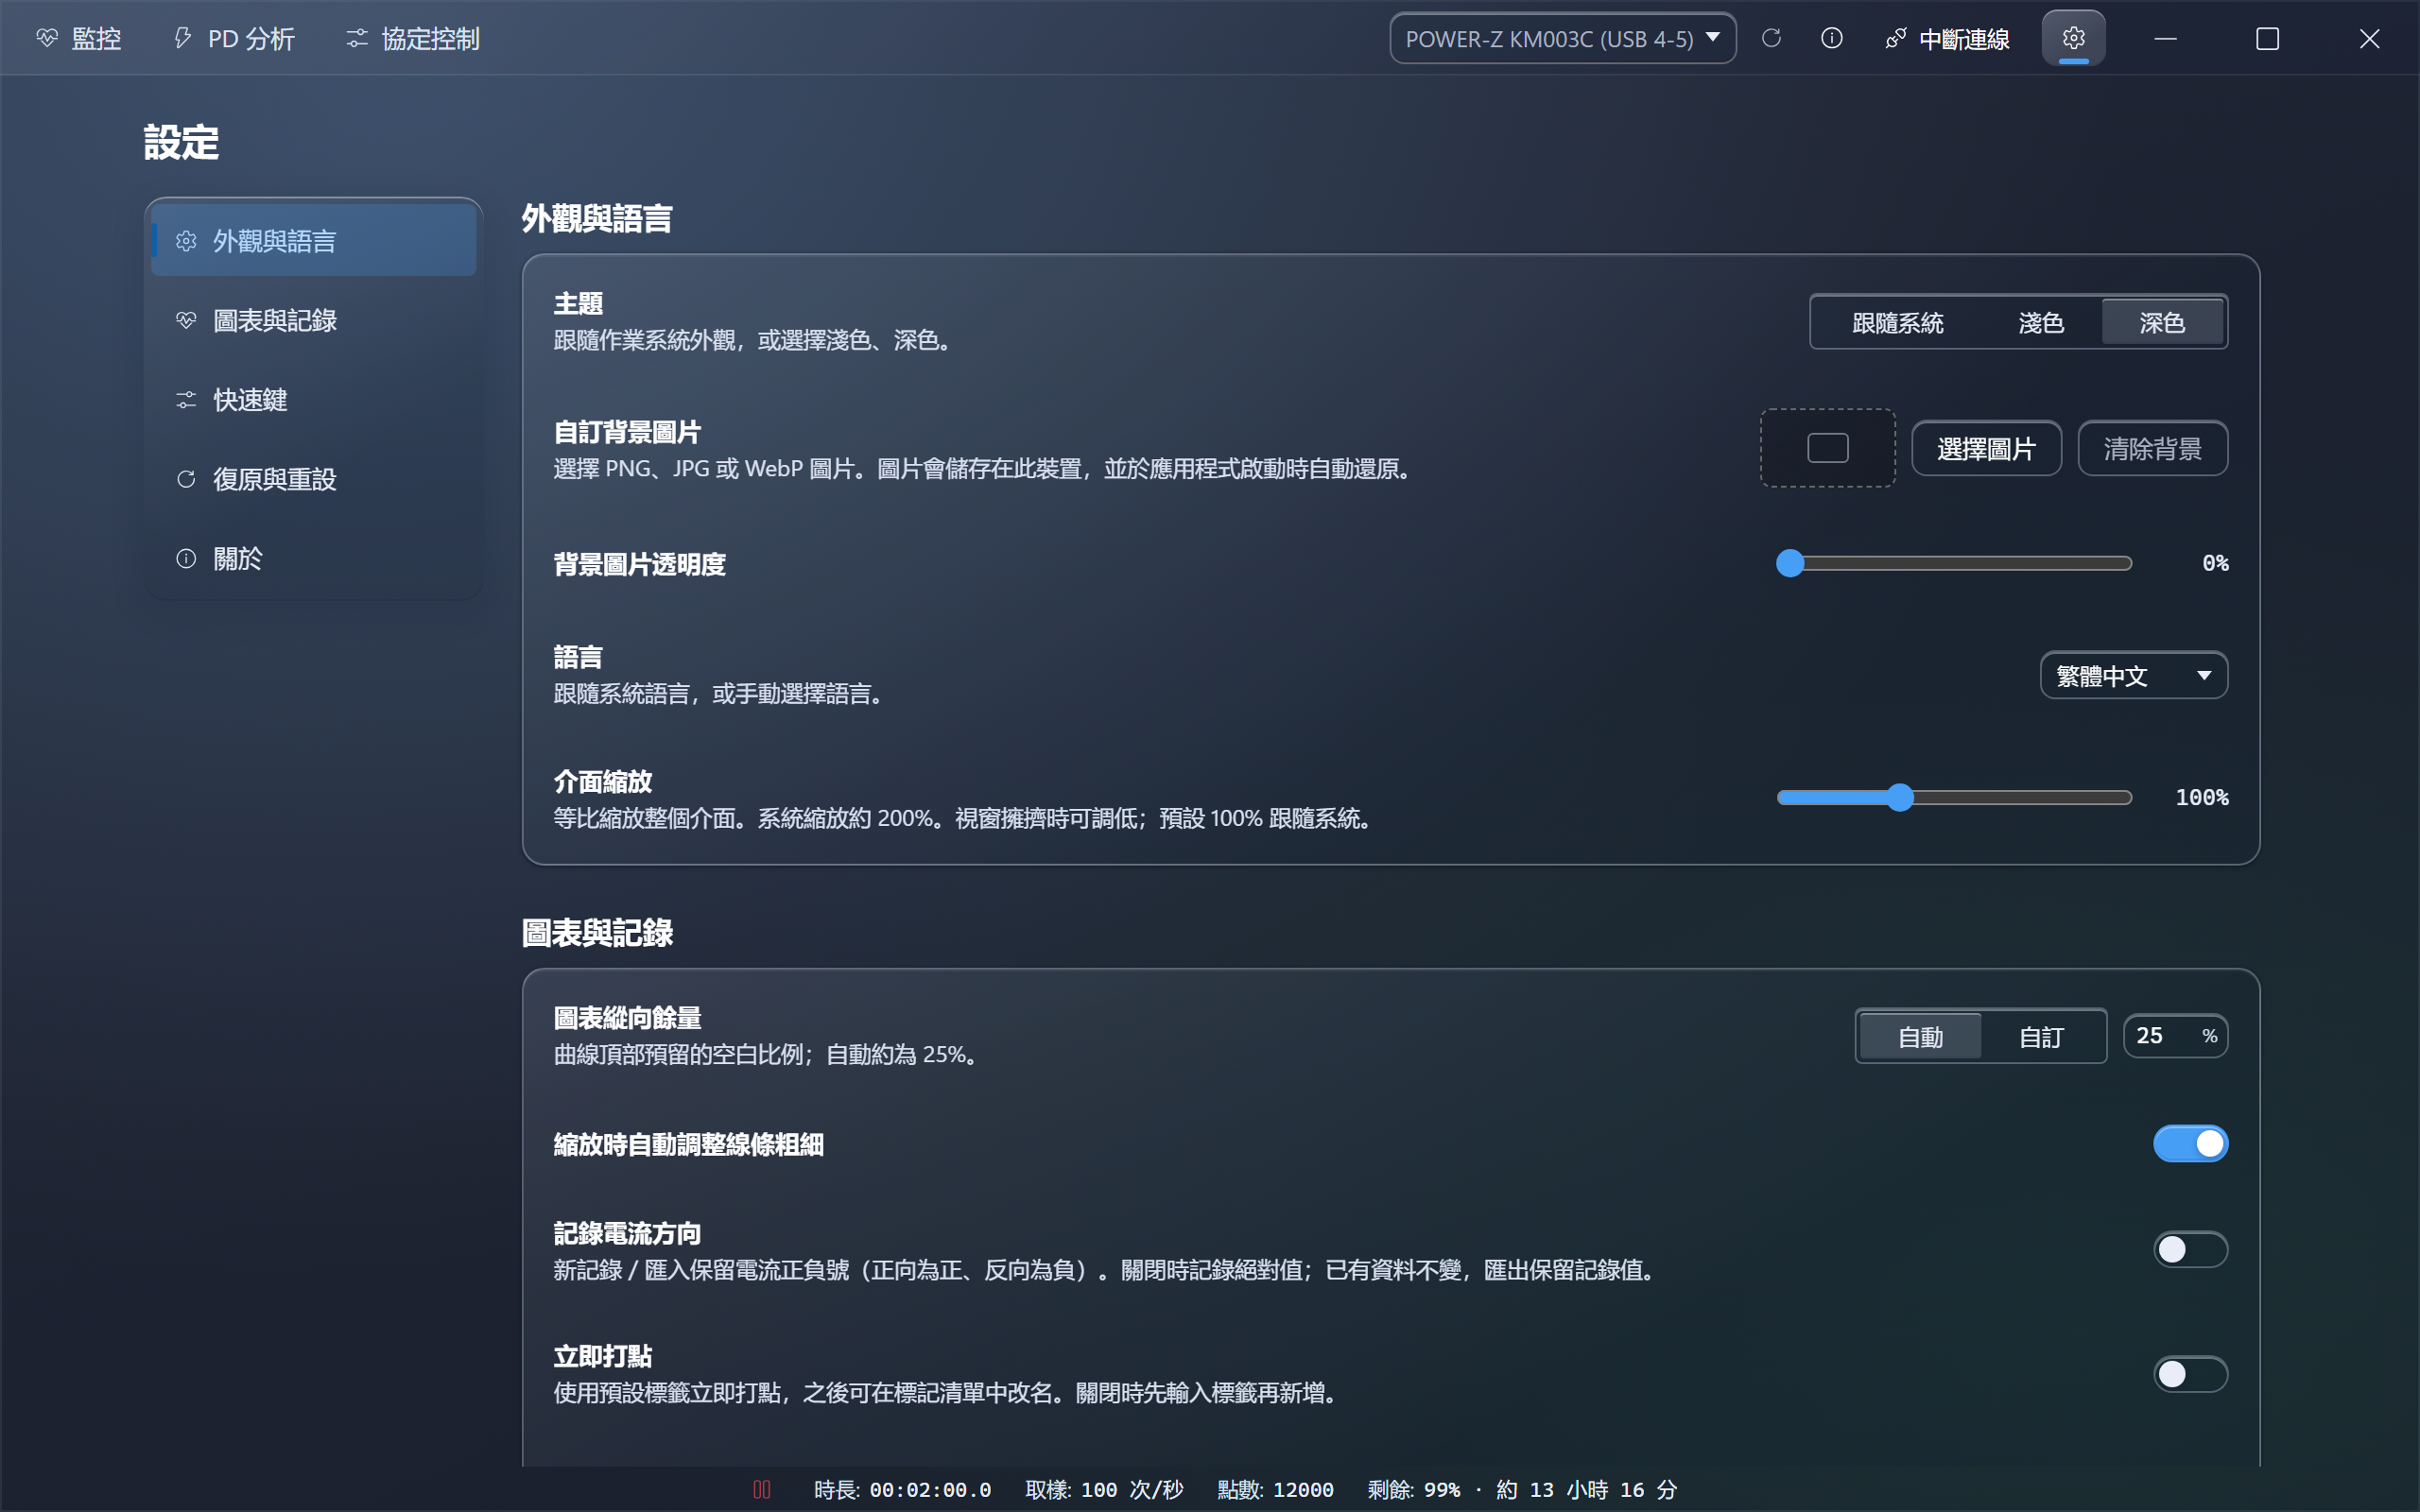 監控 PD 分析 協定控制 POWER-Z KM003C (USB 4-5) 中斷連線
設定
外觀與語言
圖表與記錄
快速鍵
復原與重設
關於
外觀與語言
主題
跟隨作業系統外觀，或選擇淺色、深色。
跟隨系統 淺色 深色
自訂背景圖片
選擇 PNG、JPG 或 WebP 圖片。圖片會儲存在此裝置，並於應用程式啟動時自動還原。
選擇圖片 清除背景
背景圖片透明度
0%
語言
跟隨系統語言，或手動選擇語言。
繁體中文
介面縮放
等比縮放整個介面。系統縮放約 200%。視窗擁擠時可調低；預設 100% 跟隨系統。
100%
圖表與記錄
圖表縱向餘量
曲線頂部預留的空白比例；自動約為 25%。
自動 自訂 25 %
縮放時自動調整線條粗細
記錄電流方向
新記錄 / 匯入保留電流正負號（正向為正、反向為負）。關閉時記錄絕對值；已有資料不變，匯出保留記錄值。
立即打點
使用預設標籤立即打點，之後可在標記清單中改名。關閉時先輸入標籤再新增。
時長: 00:02:00.0 取樣: 100 次/秒 點數: 12000 剩餘: 99% · 約 13 小時 16 分